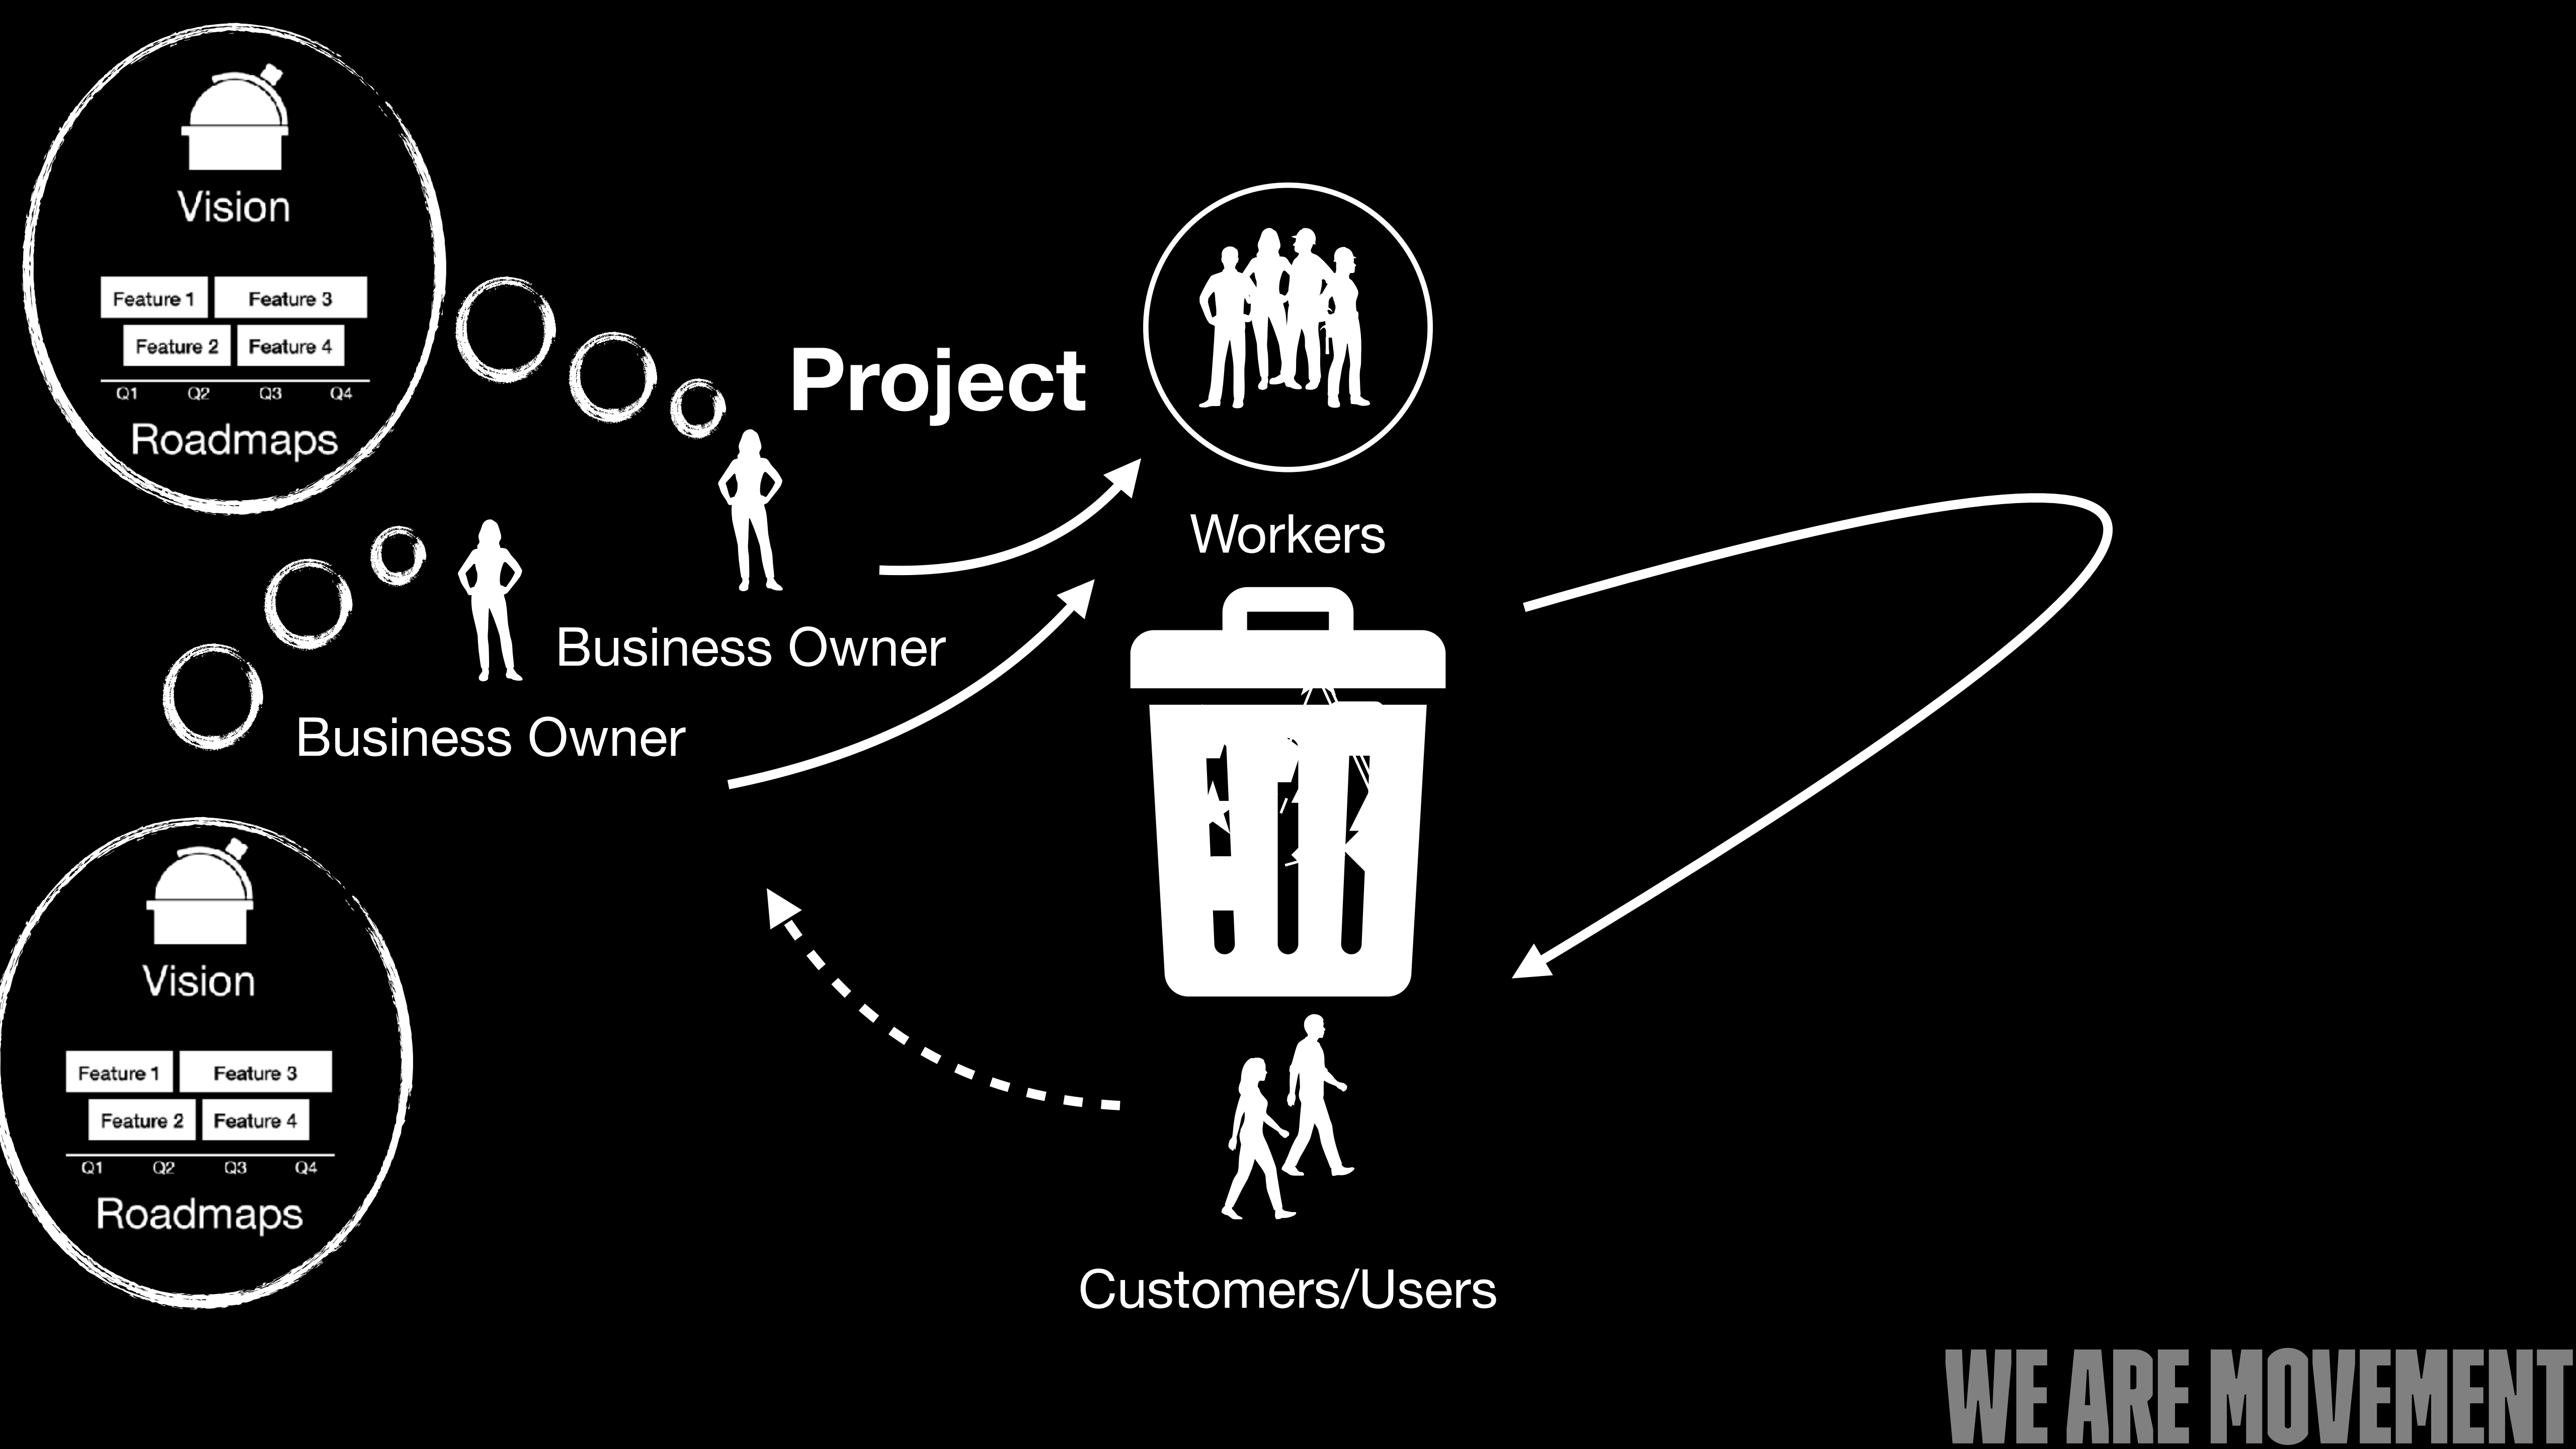 Vision
Feature 1 Feature 3
Feature 2 Feature 4
Q1 Q2 Q3 Q4
Roadmaps
Project
Workers
Business Owner
Business Owner
Vision
Feature 1 Feature 3
Feature 2 Feature 4
Q1 Q2 Q3 Q4
Roadmaps
Customers/Users
WE ARE MOVEMENT